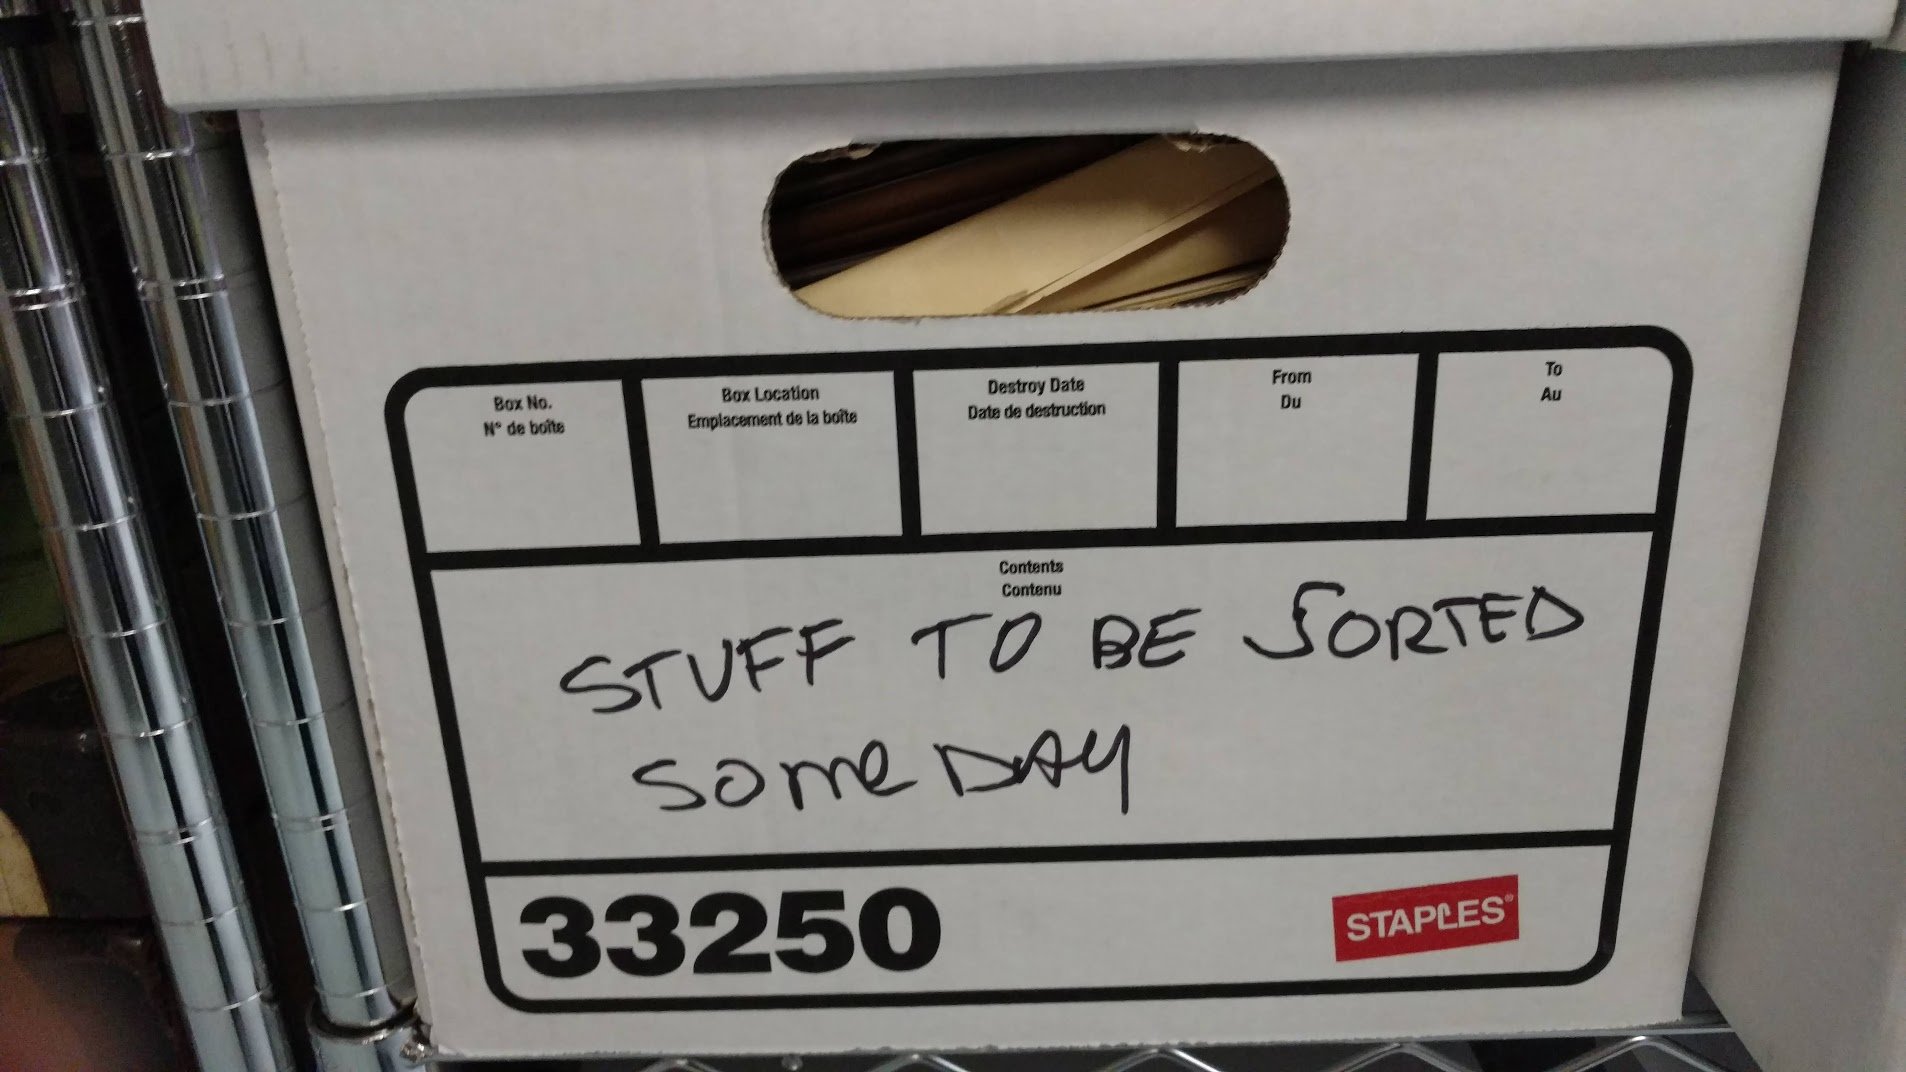 Box No.
N° de boîte
Box Location
Emplacement de la boîte
Destroy Date
Date de destruction
From
Du
To
Au
Contents
Contenu
STUFF TO BE SORTED
SOMEDAY
33250
STAPLES®